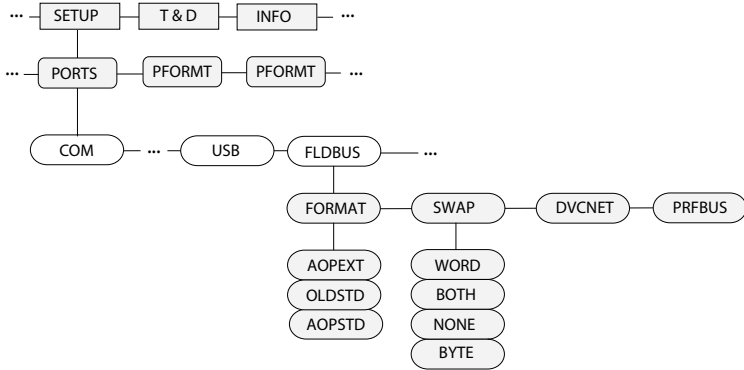 ... SETUP T & D INFO ...
... PORTS PFORMT PFORMT ...
COM ... USB FLDBUS ...
FORMAT SWAP DVCNET PRFBUS
AOPEXT WORD
OLDSTD BOTH
AOPSTD NONE
BYTE